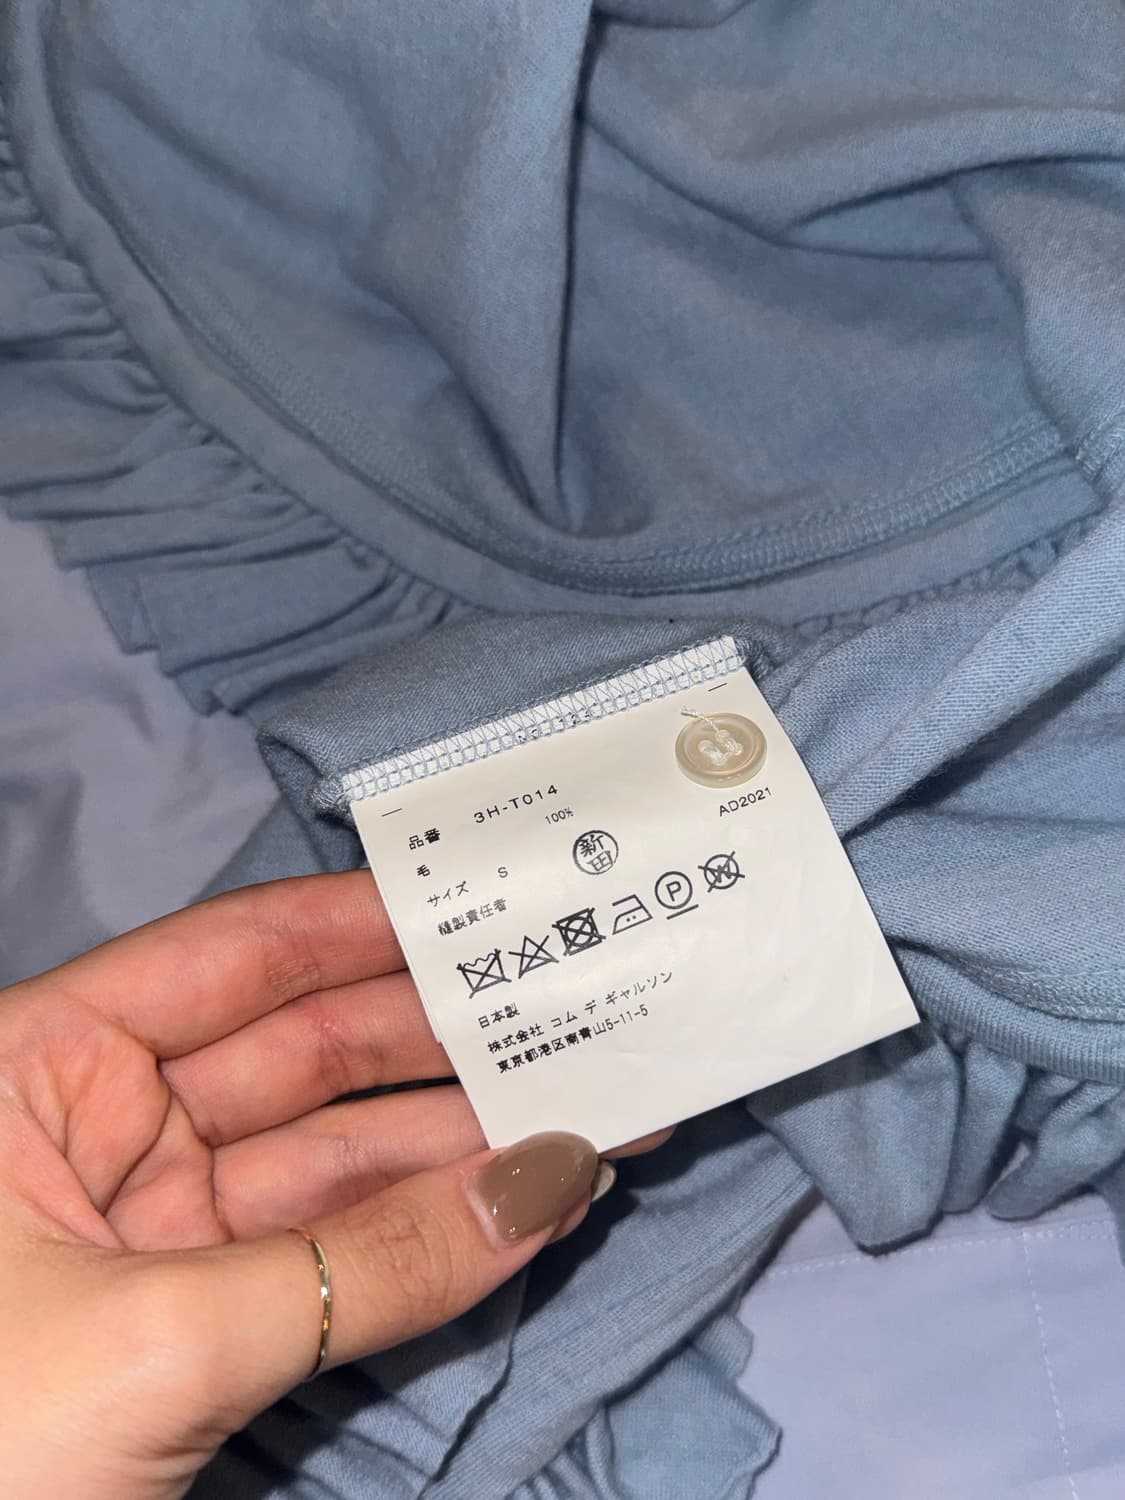 品番 3H-T014
毛 100%
サイズ S
縫製責任者 新田
P W
日本製
株式会社 コム デ ギャルソン
東京都港区南青山5-11-5
AD2021